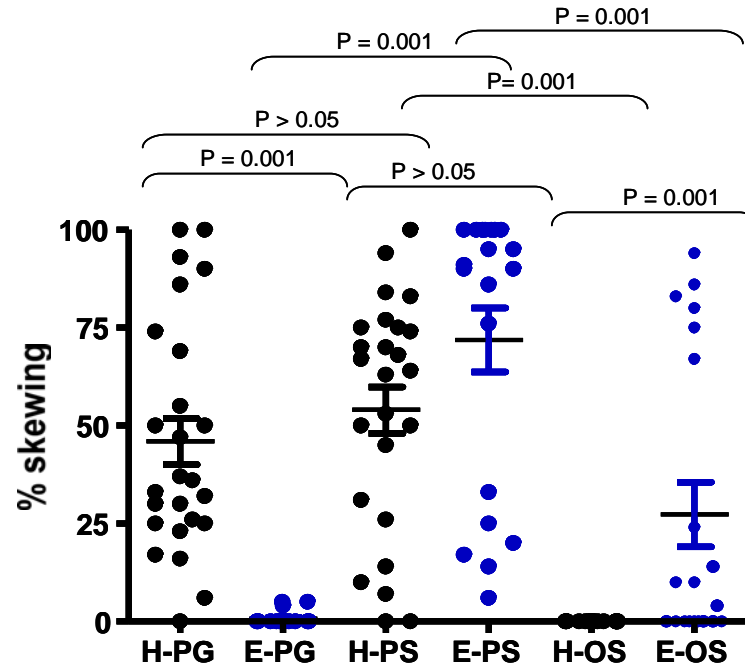 P = 0.001
P = 0.001
P= 0.001
P > 0.05
P = 0.001
P > 0.05
P = 0.001
100
75
50
25
0
% skewing
H-PG E-PG H-PS E-PS H-OS E-OS